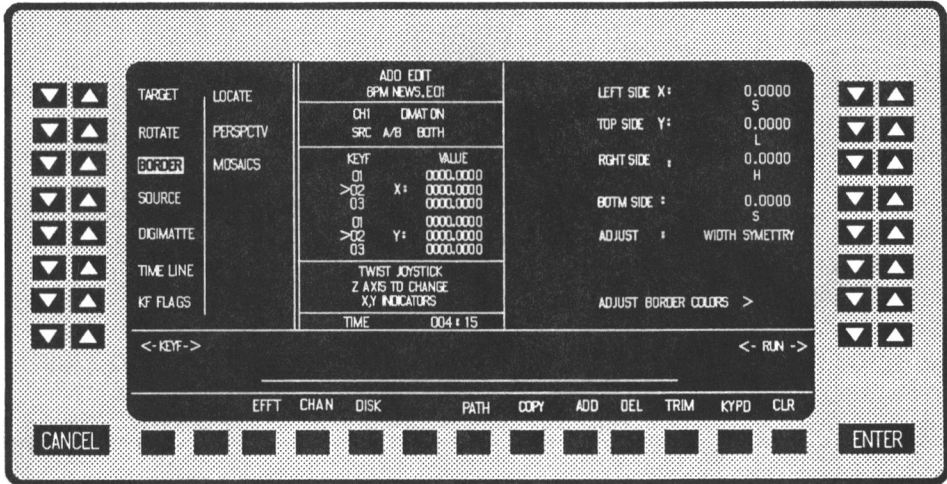 TARGET
LOCATE
ROTATE
PERSPCTV
BORDER
MOSAICS
SOURCE
DIGIMATTE
TIME LINE
KF FLAGS
ADO EDIT
BPM NEWS.E01
CH1 DMAT ON
SRC A/B BOTH
KEYF VALUE
01 0000.0000
>02 X: 0000.0000
03 0000.0000
01 0000.0000
>02 Y: 0000.0000
03 0000.0000
TWIST JOYSTICK
Z AXIS TO CHANGE
X,Y INDICATORS
TIME 004:15
LEFT SIDE X: 0.0000
S
TOP SIDE Y: 0.0000
L
RGHT SIDE : 0.0000
H
BOTM SIDE : 0.0000
S
ADJUST : WIDTH SYMETTRY
ADJUST BORDER COLORS >
<- KEYF->
<- RUN ->
EFFT CHAN DISK PATH COPY ADD DEL TRIM KYPD CLR
CANCEL
ENTER